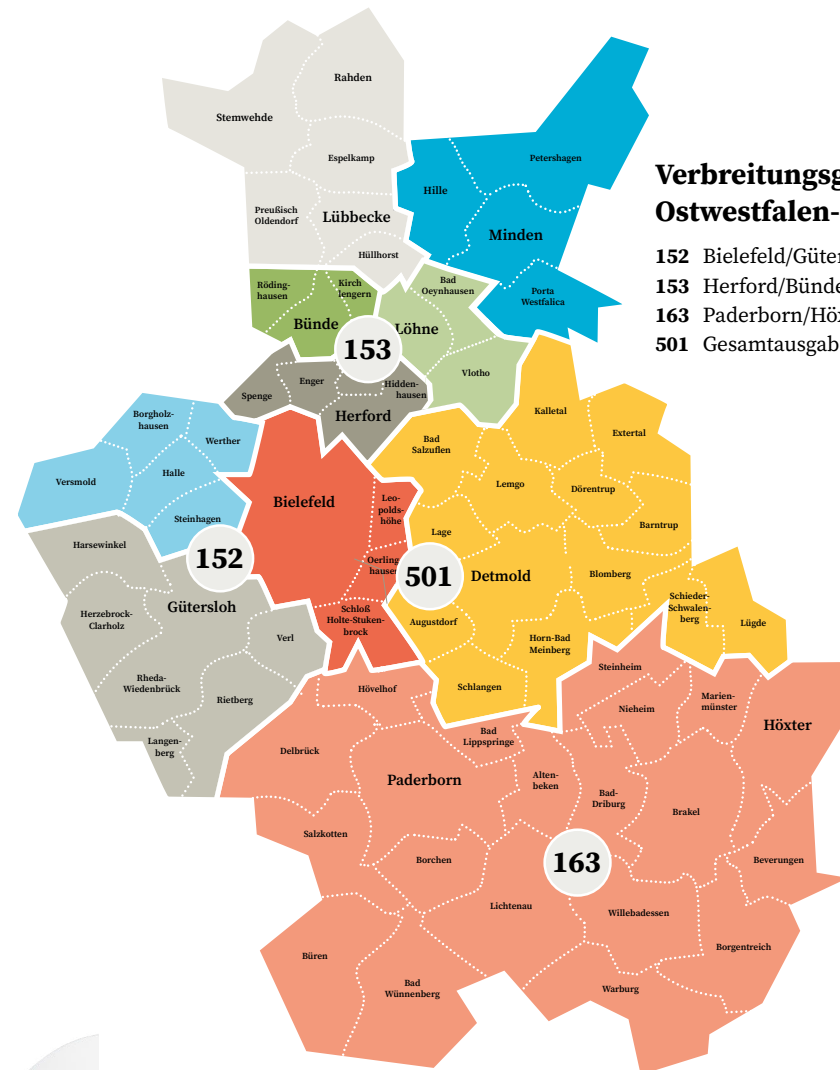 Rahden
Stemwehde
Espelkamp
Petershagen
Hille
Preußisch
Oldendorf
Lübbecke
Minden
Hüllhorst
Verbreitungsg
Ostwestfalen-
152 Bielefeld/Güter
153 Herford/Bünde
163 Paderborn/Höx
501 Gesamtausgab
Röding-
hausen
Kirch
lengern
Bad
Oeynhausen
Porta
Westfalica
Bünde
Löhne
153
Vlotho
Spenge
Enger
Hidden-
hausen
Herford
Kalletal
Extertal
Borgholz-
hausen
Werther
Bad
Salzuflen
Versmold
Halle
Lemgo
Dörentrup
Steinhagen
Bielefeld
Leo-
polds-
höhe
Lage
Barntrup
Harsewinkel
152
Oerling
hausen
501
Detmold
Blomberg
Herzebrock-
Clarholz
Gütersloh
Verl
Schloß
Holte-Stuken-
brock
Augustdorf
Horn-Bad
Meinberg
Schieder-
Schwalen-
berg
Lügde
Rheda-
Wiedenbrück
Rietberg
Langen-
berg
Hövelhof
Schlangen
Steinheim
Nieheim
Marien-
münster
Höxter
Delbrück
Bad
Lippspringe
Paderborn
Alten-
beken
Bad-
Driburg
Brakel
Salzkotten
Borchen
163
Beverungen
Lichtenau
Willebadessen
Borgentreich
Büren
Bad
Wünnenberg
Warburg